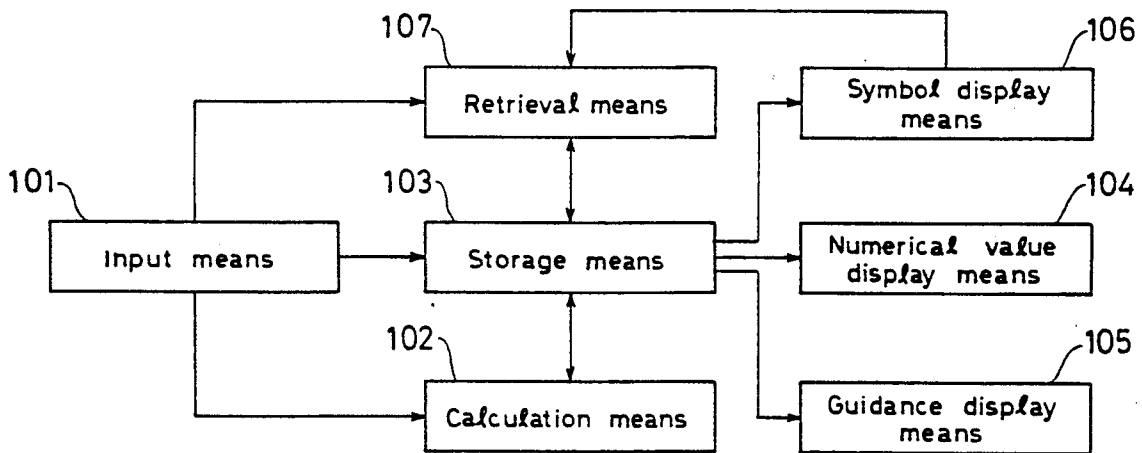 107
106
Retrieval means
Symbol display
means
101
103
104
Input means
Storage means
Numerical value
display means
102
105
Calculation means
Guidance display
means